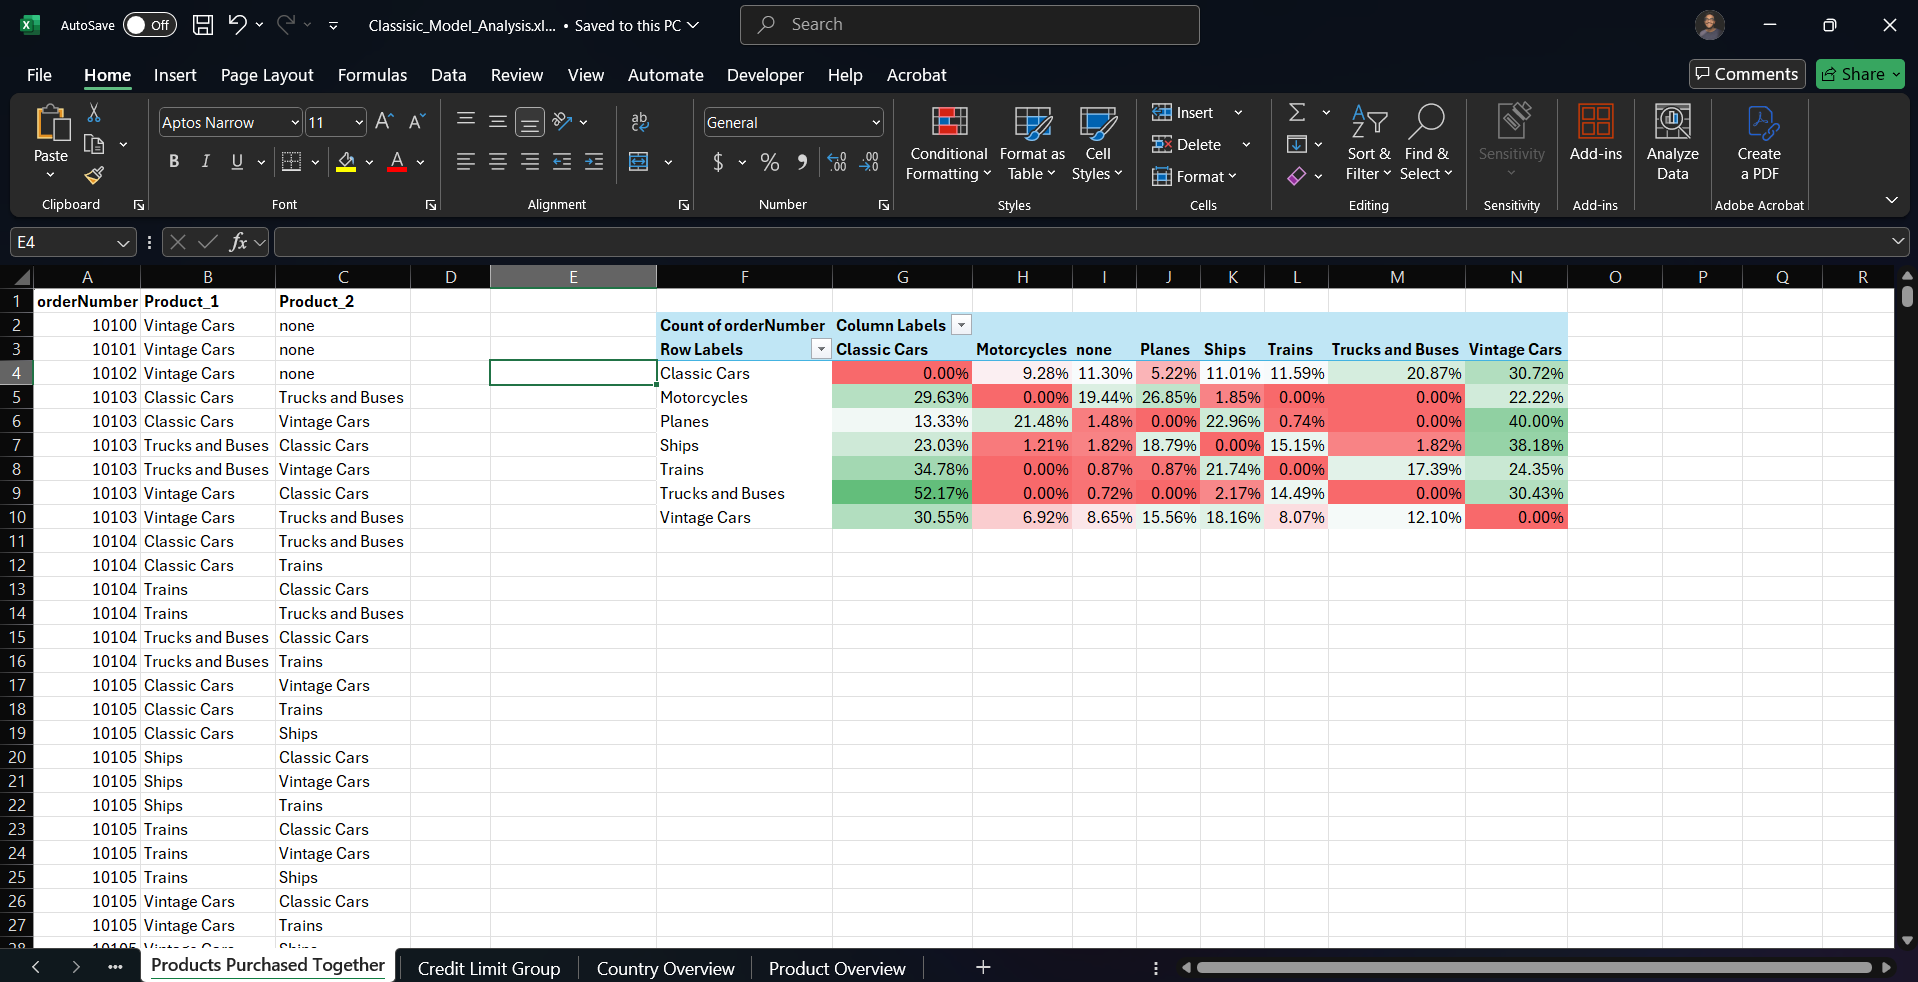 AutoSave Off Classisic_Model_Analysis.xl... • Saved to this PC Search
File Home Insert Page Layout Formulas Data Review View Automate Developer Help Acrobat Comments Share
Paste Aptos Narrow 11 General Conditional Formatting Format as Table Cell Styles Insert Delete Format Sort & Filter Find & Select Sensitivity Add-ins Analyze Data Create a PDF
Clipboard Font Alignment Number Styles Cells Editing Sensitivity Add-ins Adobe Acrobat
E4 fx
A B C D E F G H I J K L M N O P Q R
1 orderNumber Product_1 Product_2
2 10100 Vintage Cars none Count of orderNumber Column Labels
3 10101 Vintage Cars none Row Labels Classic Cars Motorcycles none Planes Ships Trains Trucks and Buses Vintage Cars
4 10102 Vintage Cars none Classic Cars 0.00% 9.28% 11.30% 5.22% 11.01% 11.59% 20.87% 30.72%
5 10103 Classic Cars Trucks and Buses Motorcycles 29.63% 0.00% 19.44% 26.85% 1.85% 0.00% 0.00% 22.22%
6 10103 Classic Cars Vintage Cars Planes 13.33% 21.48% 1.48% 0.00% 22.96% 0.74% 0.00% 40.00%
7 10103 Trucks and Buses Classic Cars Ships 23.03% 1.21% 1.82% 18.79% 0.00% 15.15% 1.82% 38.18%
8 10103 Trucks and Buses Vintage Cars Trains 34.78% 0.00% 0.87% 0.87% 21.74% 0.00% 17.39% 24.35%
9 10103 Vintage Cars Classic Cars Trucks and Buses 52.17% 0.00% 0.72% 0.00% 2.17% 14.49% 0.00% 30.43%
10 10103 Vintage Cars Trucks and Buses Vintage Cars 30.55% 6.92% 8.65% 15.56% 18.16% 8.07% 12.10% 0.00%
11 10104 Classic Cars Trucks and Buses
12 10104 Classic Cars Trains
13 10104 Trains Classic Cars
14 10104 Trains Trucks and Buses
15 10104 Trucks and Buses Classic Cars
16 10104 Trucks and Buses Trains
17 10105 Classic Cars Vintage Cars
18 10105 Classic Cars Trains
19 10105 Classic Cars Ships
20 10105 Ships Classic Cars
21 10105 Ships Vintage Cars
22 10105 Ships Trains
23 10105 Trains Classic Cars
24 10105 Trains Vintage Cars
25 10105 Trains Ships
26 10105 Vintage Cars Classic Cars
27 10105 Vintage Cars Trains
28 10105 Vintage Cars Ships
Products Purchased Together Credit Limit Group Country Overview Product Overview